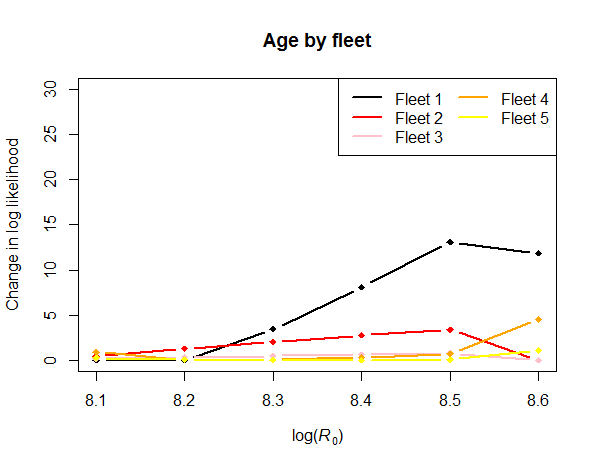 Age by fleet
Change in log likelihood
30
25
20
15
10
5
0
Fleet 1
Fleet 2
Fleet 3
Fleet 4
Fleet 5
8.1 8.2 8.3 8.4 8.5 8.6
log(R₀)